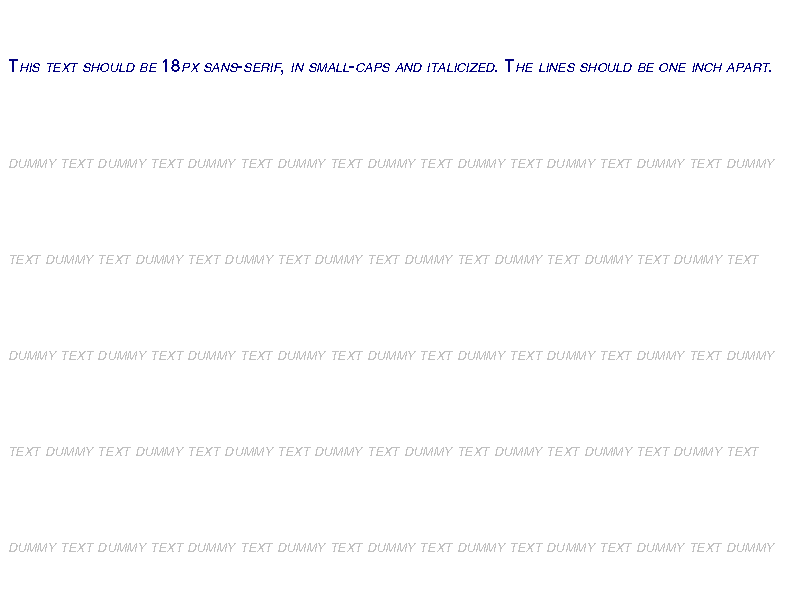 This text should be 18px sans-serif, in small-caps and italicized. The lines should be one inch apart.
dummy text dummy text dummy text dummy text dummy text dummy text dummy text dummy text dummy
text dummy text dummy text dummy text dummy text dummy text dummy text dummy text dummy text
dummy text dummy text dummy text dummy text dummy text dummy text dummy text dummy text dummy
text dummy text dummy text dummy text dummy text dummy text dummy text dummy text dummy text
dummy text dummy text dummy text dummy text dummy text dummy text dummy text dummy text dummy